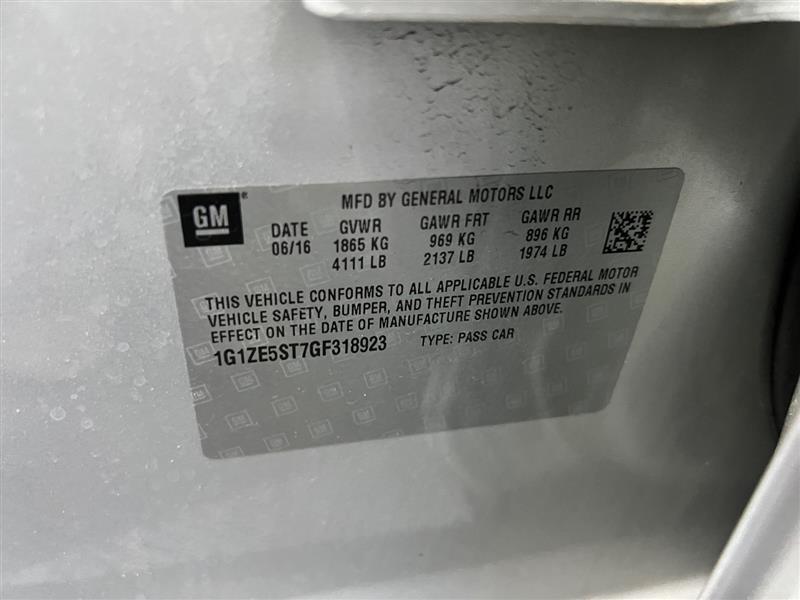 GM® MFD BY GENERAL MOTORS LLC
DATE GVWR GAWR FRT GAWR RR
06/16 1865 KG 969 KG 896 KG
4111 LB 2137 LB 1974 LB
THIS VEHICLE CONFORMS TO ALL APPLICABLE U.S. FEDERAL MOTOR
VEHICLE SAFETY, BUMPER, AND THEFT PREVENTION STANDARDS IN
EFFECT ON THE DATE OF MANUFACTURE SHOWN ABOVE.
1G1ZE5ST7GF318923 TYPE: PASS CAR